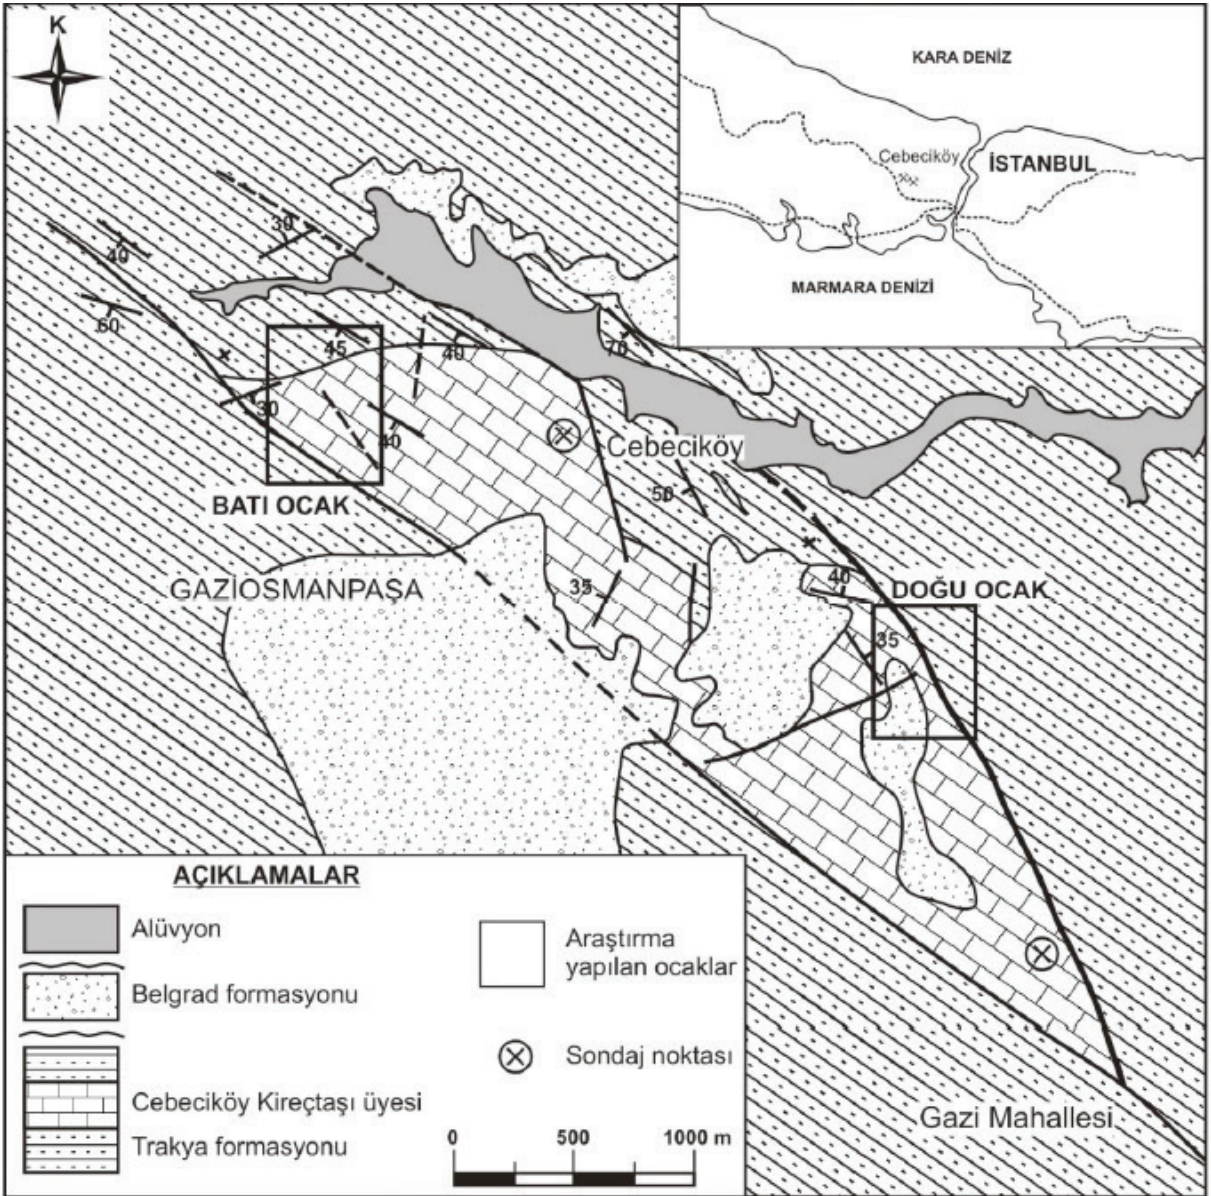 K
KARA DENİZ
Cebeciköy
İSTANBUL
MARMARA DENİZİ
30
40
60
45
40
70
30
40
Cebeciköy
50
BATI OCAK
GAZİOSMANPAŞA
35
40
DOĞU OCAK
35
AÇIKLAMALAR
Alüvyon
Belgrad formasyonu
Cebeciköy Kireçtaşı üyesi
Trakya formasyonu
Araştırma
yapılan ocaklar
Sondaj noktası
0 500 1000 m
Gazi Mahallesi